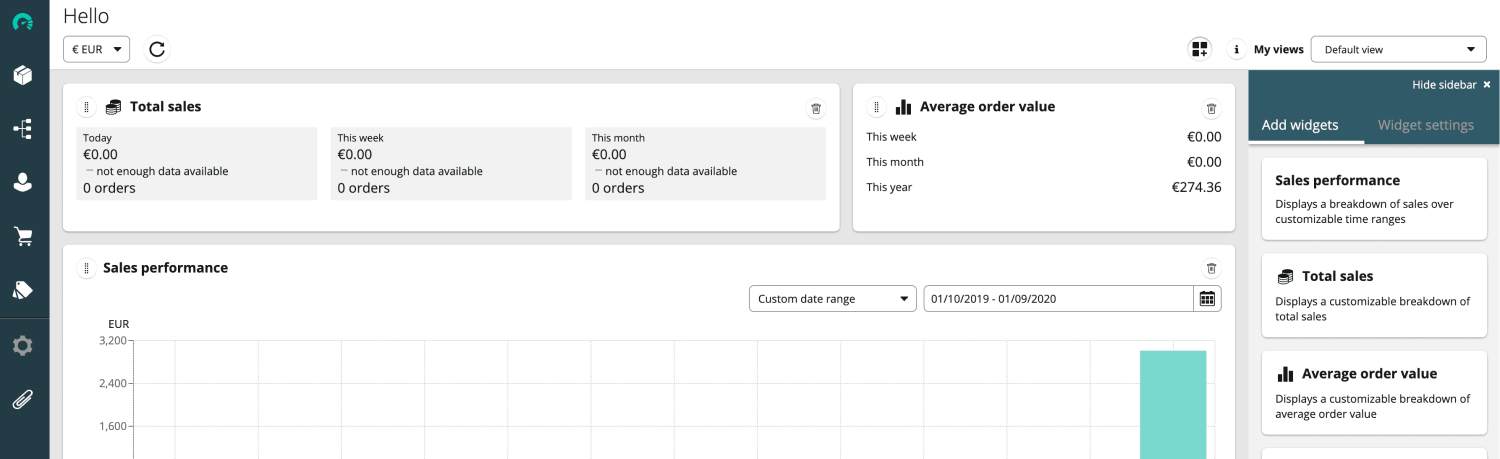 Hello
€ EUR
My views
Default view
Hide sidebar ×
Add widgets
Widget settings
Total sales
Today
€0.00
– not enough data available
0 orders
This week
€0.00
– not enough data available
0 orders
This month
€0.00
– not enough data available
0 orders
Average order value
This week €0.00
This month €0.00
This year €274.36
Sales performance
Custom date range
01/10/2019 - 01/09/2020
EUR
3,200
2,400
1,600
Sales performance
Displays a breakdown of sales over
customizable time ranges
Total sales
Displays a customizable breakdown of
total sales
Average order value
Displays a customizable breakdown of
average order value